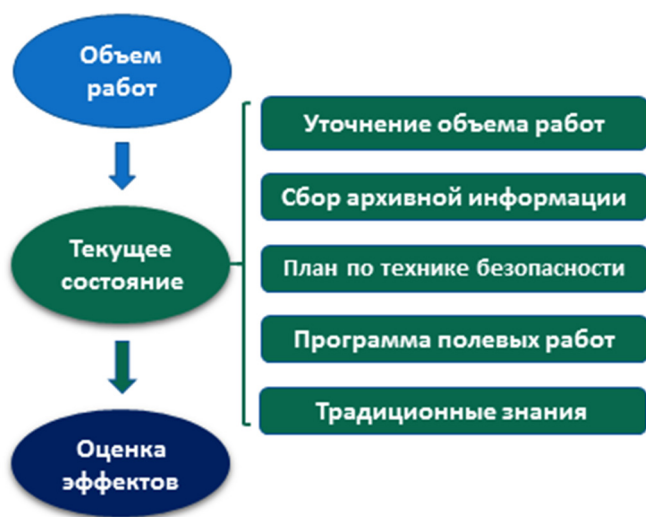 Объем
работ
Текущее
состояние
Оценка
эффектов
Уточнение объема работ
Сбор архивной информации
План по технике безопасности
Программа полевых работ
Традиционные знания